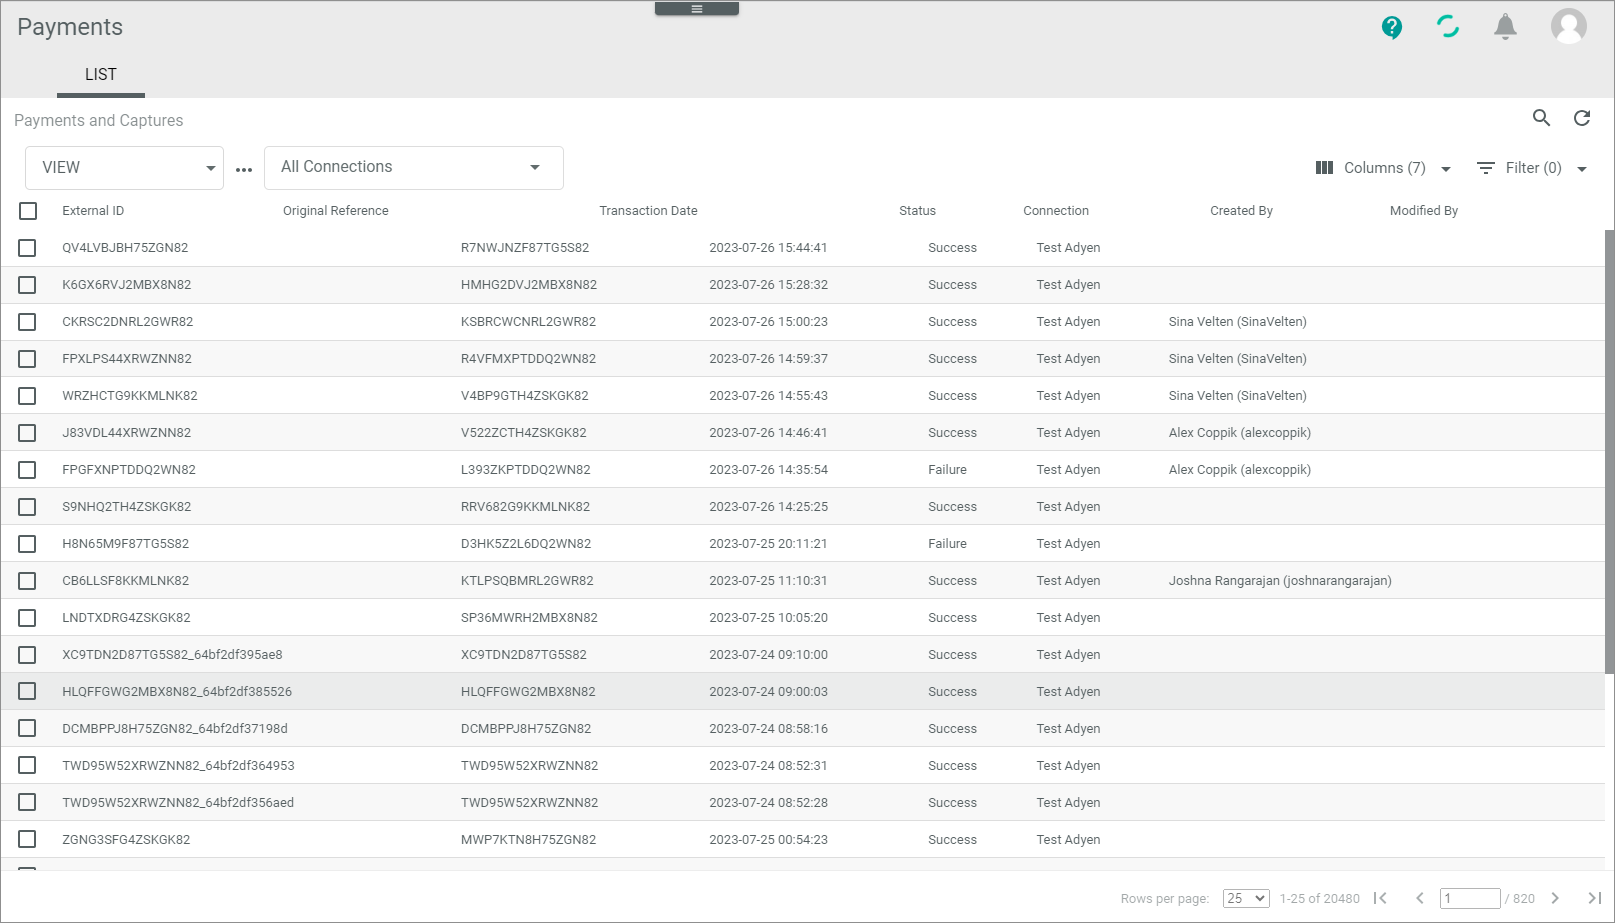 Payments
LIST
Payments and Captures
VIEW ... All Connections Columns (7) Filter (0)
External ID Original Reference Transaction Date Status Connection Created By Modified By
QV4LVBJBH75ZGN82 R7NWJNZF87TG5S82 2023-07-26 15:44:41 Success Test Adyen
K6GX6RVJ2MBX8N82 HMHG2DVJ2MBX8N82 2023-07-26 15:28:32 Success Test Adyen
CKRSC2DNRL2GWR82 KSBRCWCNRL2GWR82 2023-07-26 15:00:23 Success Test Adyen Sina Velten (SinaVelten)
FPXLPS44XRWZNN82 R4VFMXPTDDQ2WN82 2023-07-26 14:59:37 Success Test Adyen Sina Velten (SinaVelten)
WRZHCTG9KKMLNK82 V4BP9GTH4ZSKGK82 2023-07-26 14:55:43 Success Test Adyen Sina Velten (SinaVelten)
J83VDL44XRWZNN82 V522ZCTH4ZSKGK82 2023-07-26 14:46:41 Success Test Adyen Alex Coppik (alexcoppik)
FPGFXNPTDDQ2WN82 L393ZKPTDDQ2WN82 2023-07-26 14:35:54 Failure Test Adyen Alex Coppik (alexcoppik)
S9NHQ2TH4ZSKGK82 RRV682G9KKMLNK82 2023-07-26 14:25:25 Success Test Adyen
H8N65M9F87TG5S82 D3HK5Z2L6DQ2WN82 2023-07-25 20:11:21 Failure Test Adyen
CB6LLSF8KKMLNK82 KTLPSQBMRL2GWR82 2023-07-25 11:10:31 Success Test Adyen Joshna Rangarajan (joshnarangarajan)
LNDTXDRG4ZSKGK82 SP36MWRH2MBX8N82 2023-07-25 10:05:20 Success Test Adyen
XC9TDN2D87TG5S82_64bf2df395ae8 XC9TDN2D87TG5S82 2023-07-24 09:10:00 Success Test Adyen
HLQFFGWG2MBX8N82_64bf2df385526 HLQFFGWG2MBX8N82 2023-07-24 09:00:03 Success Test Adyen
DCMBPPJ8H75ZGN82_64bf2df37198d DCMBPPJ8H75ZGN82 2023-07-24 08:58:16 Success Test Adyen
TWD95W52XRWZNN82_64bf2df364953 TWD95W52XRWZNN82 2023-07-24 08:52:31 Success Test Adyen
TWD95W52XRWZNN82_64bf2df356aed TWD95W52XRWZNN82 2023-07-24 08:52:28 Success Test Adyen
ZGNG3SFG4ZSKGK82 MWP7KTN8H75ZGN82 2023-07-25 00:54:23 Success Test Adyen
Rows per page: 25 1-25 of 20480 1 / 820